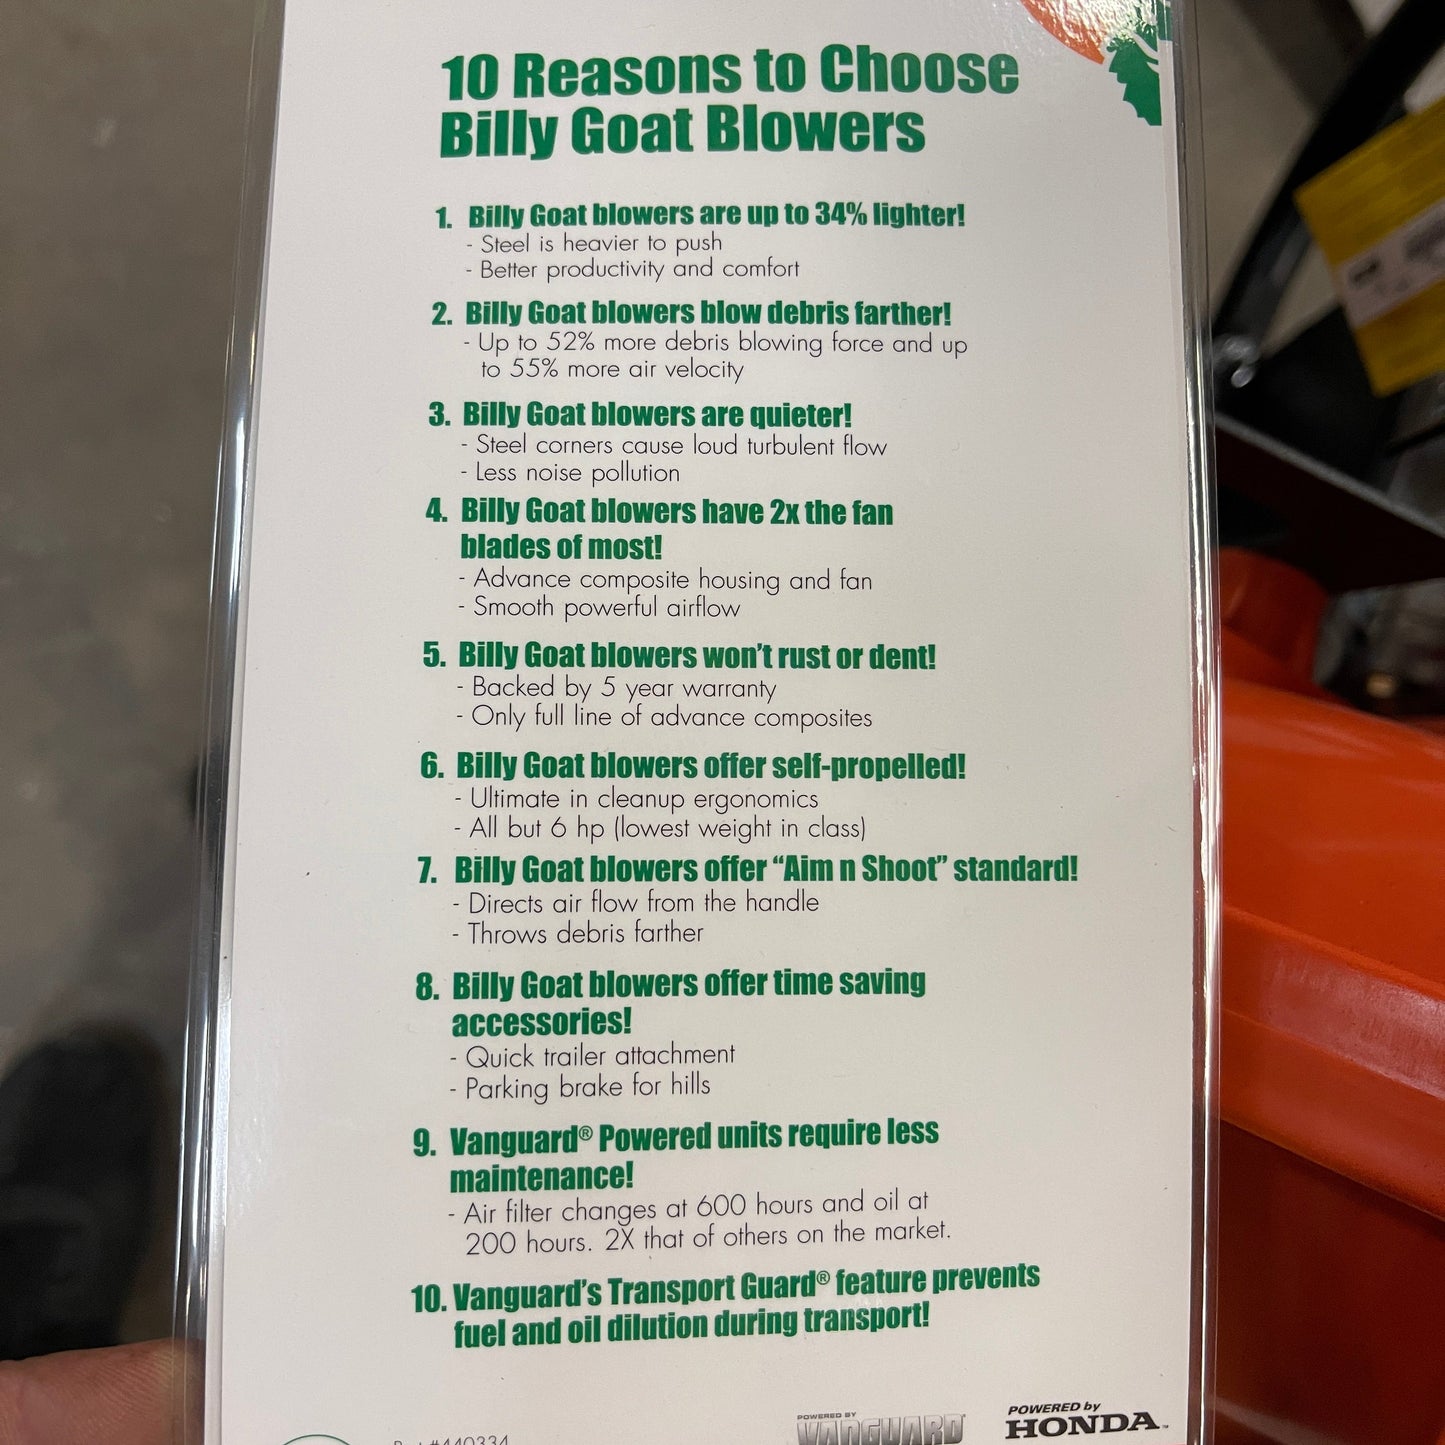 10 Reasons to Choose
Billy Goat Blowers
1. Billy Goat blowers are up to 34% lighter!
- Steel is heavier to push
- Better productivity and comfort
2. Billy Goat blowers blow debris farther!
- Up to 52% more debris blowing force and up
to 55% more air velocity
3. Billy Goat blowers are quieter!
- Steel corners cause loud turbulent flow
- Less noise pollution
4. Billy Goat blowers have 2x the fan
blades of most!
- Advance composite housing and fan
- Smooth powerful airflow
5. Billy Goat blowers won't rust or dent!
- Backed by 5 year warranty
- Only full line of advance composites
6. Billy Goat blowers offer self-propelled!
- Ultimate in cleanup ergonomics
- All but 6 hp (lowest weight in class)
7. Billy Goat blowers offer “Aim n Shoot” standard!
- Directs air flow from the handle
- Throws debris farther
8. Billy Goat blowers offer time saving
accessories!
- Quick trailer attachment
- Parking brake for hills
9. Vanguard® Powered units require less
maintenance!
- Air filter changes at 600 hours and oil at
200 hours. 2X that of others on the market.
10. Vanguard's Transport Guard® feature prevents
fuel and oil dilution during transport!
Part #440334
POWERED BY
VANGUARD
POWERED by
HONDA™